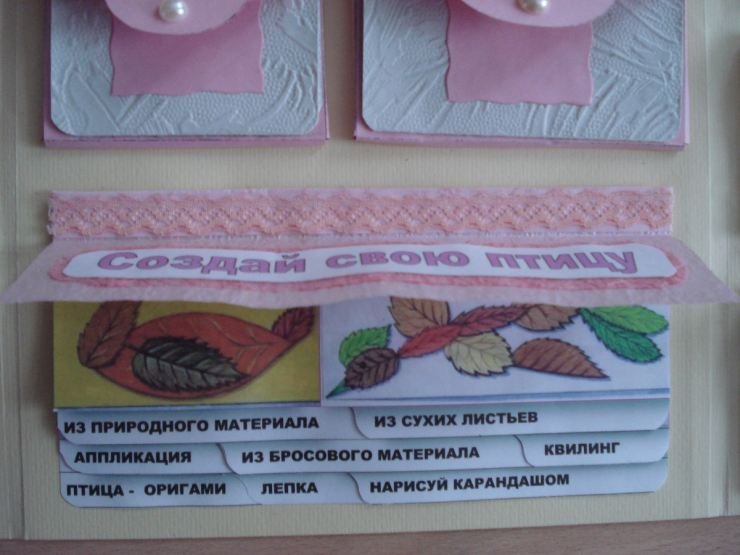 Создай свою птицу
ИЗ ПРИРОДНОГО МАТЕРИАЛА ИЗ СУХИХ ЛИСТЬЕВ
АППЛИКАЦИЯ ИЗ БРОСОВОГО МАТЕРИАЛА КВИЛИНГ
ПТИЦА - ОРИГАМИ ЛЕПКА НАРИСУЙ КАРАНДАШОМ